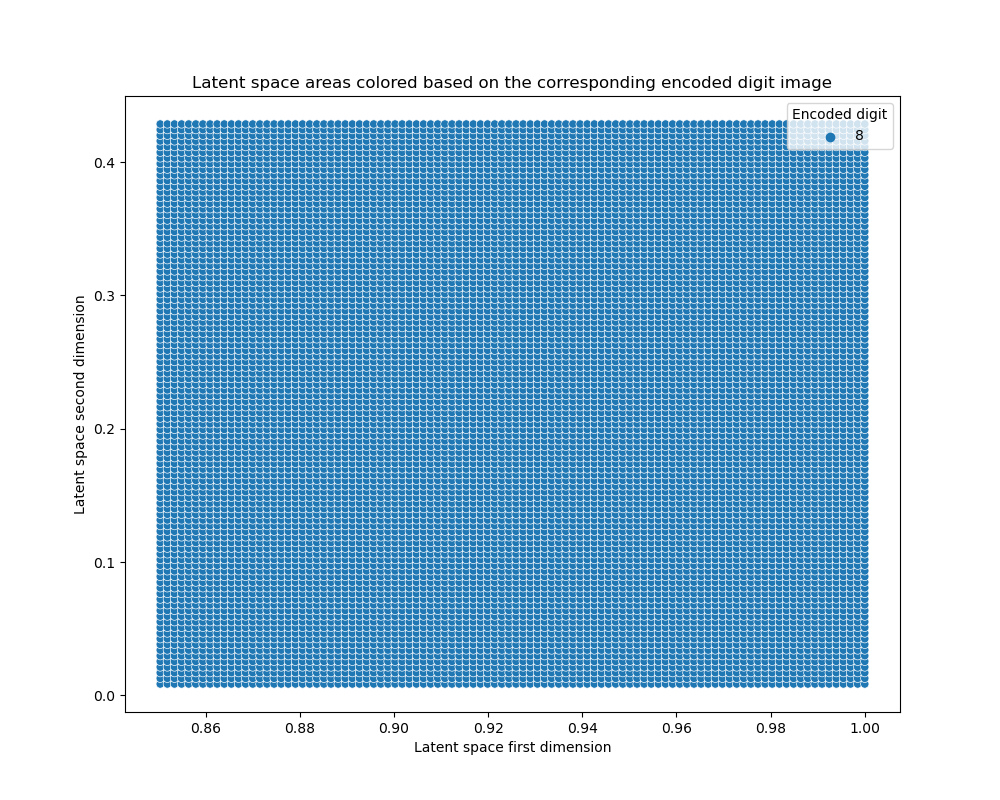 Latent space areas colored based on the corresponding encoded digit image
Encoded digit
8
0.4
0.3
0.2
0.1
0.0
Latent space second dimension
0.86 0.88 0.90 0.92 0.94 0.96 0.98 1.00
Latent space first dimension